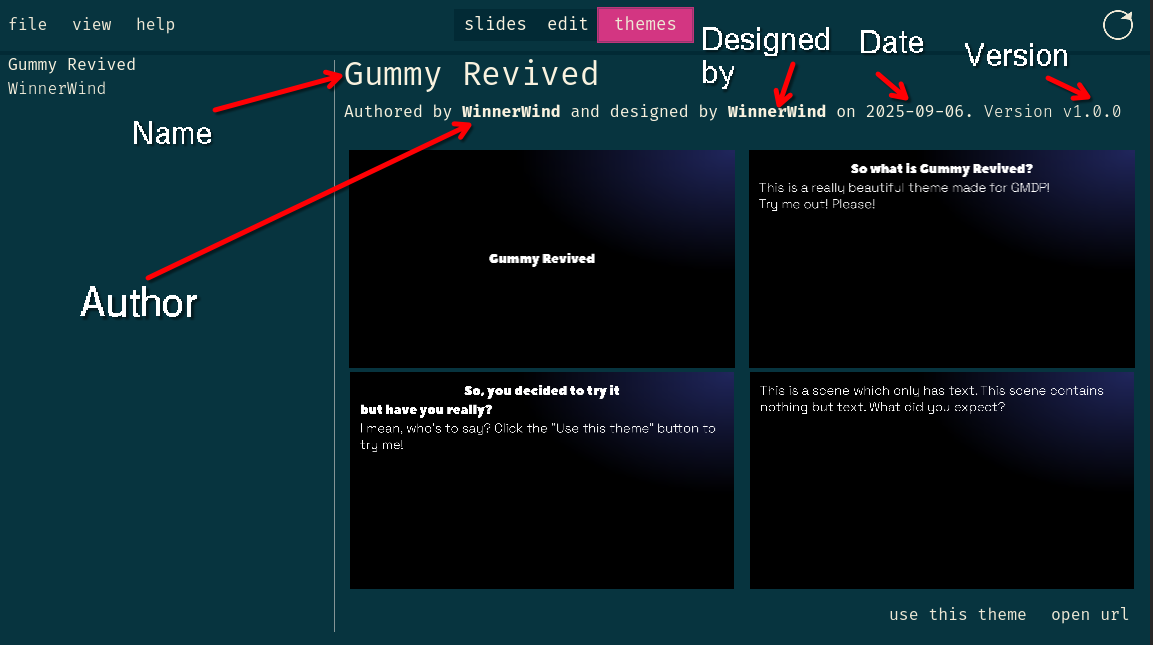 file view help
slides edit themes
Designed
by
Date
Version
Gummy Revived
WinnerWind
Gummy Revived
Authored by WinnerWind and designed by WinnerWind on 2025-09-06. Version v1.0.0
Name
Author
Gummy Revived
So what is Gummy Revived?
This is a really beautiful theme made for GMDP!
Try me out! Please!
So, you decided to try it
but have you really?
I mean, who's to say? Click the "Use this theme" button to
try me!
This is a scene which only has text. This scene contains
nothing but text. What did you expect?
use this theme open url